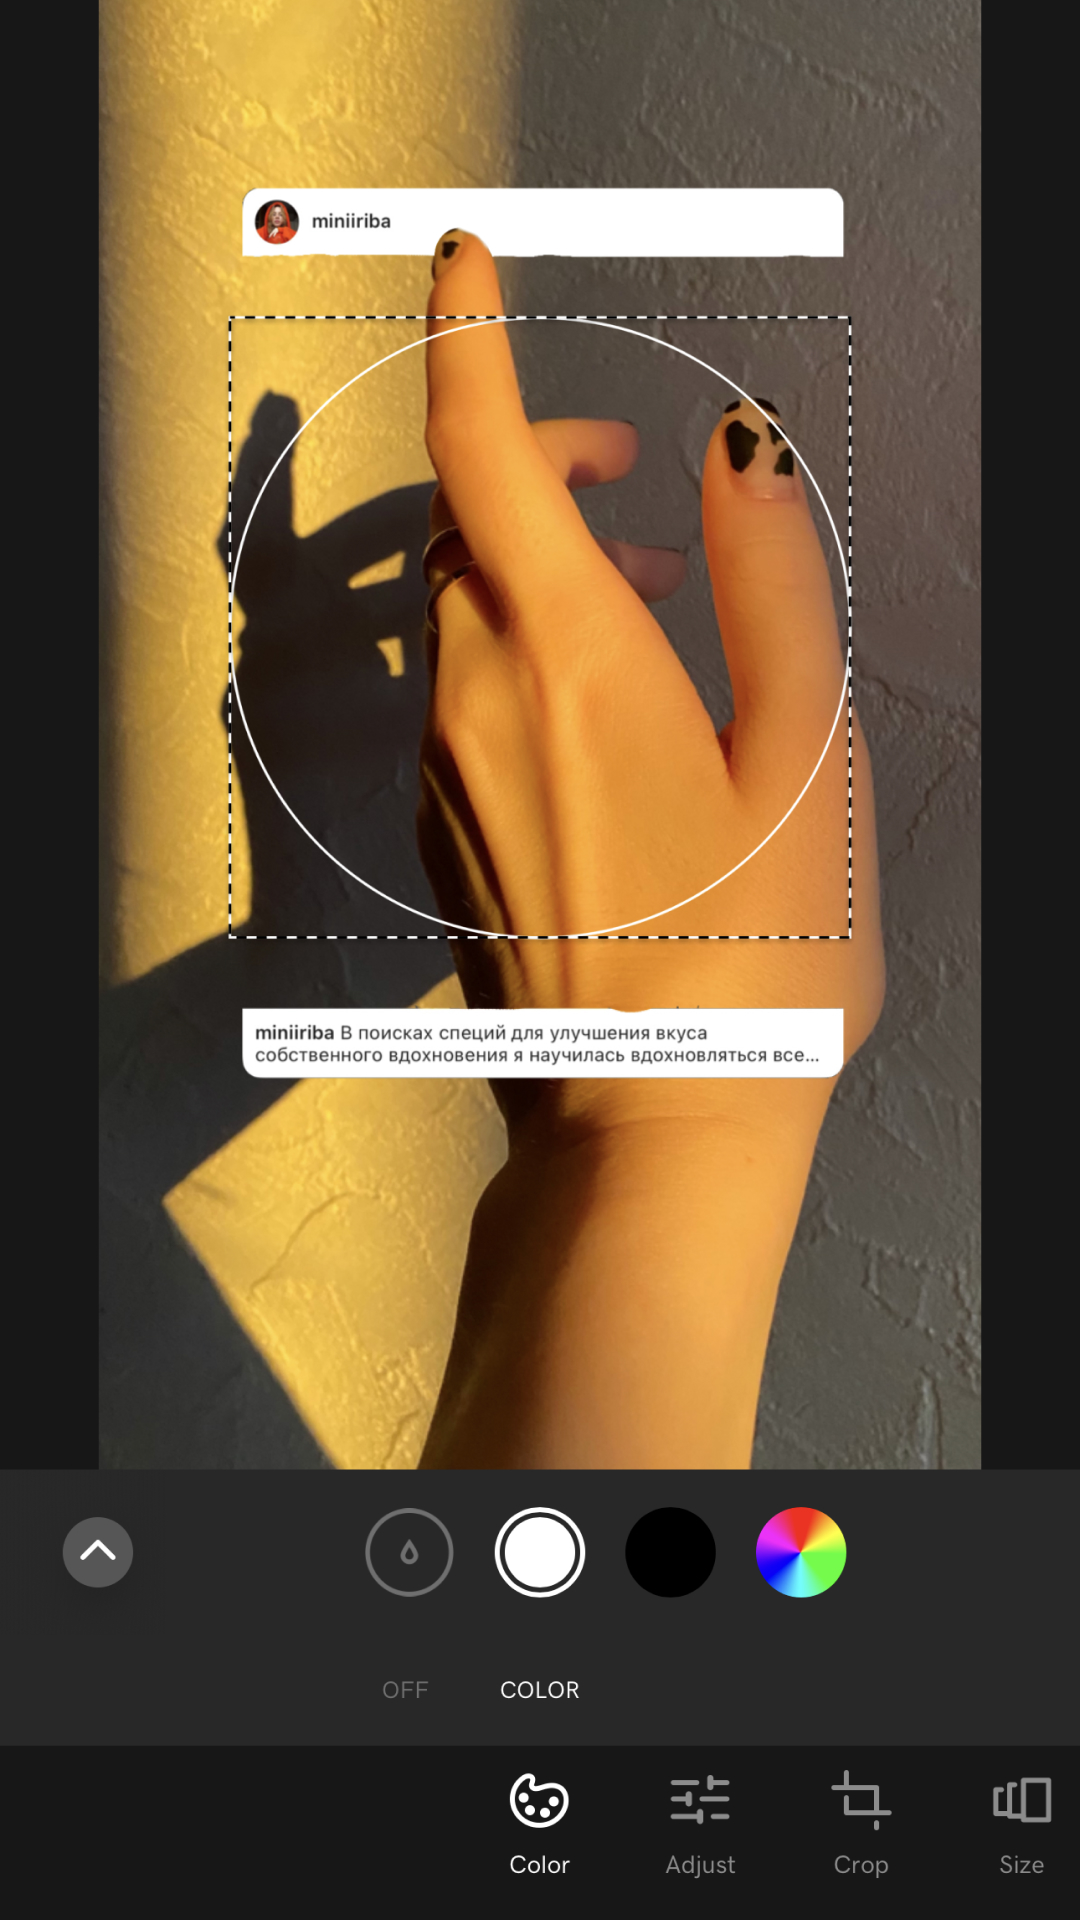 miniiriba
miniiriba В поисках специй для улучшения вкуса
собственного вдохновения я научилась вдохновляться все...
OFF
COLOR
Color
Adjust
Crop
Size